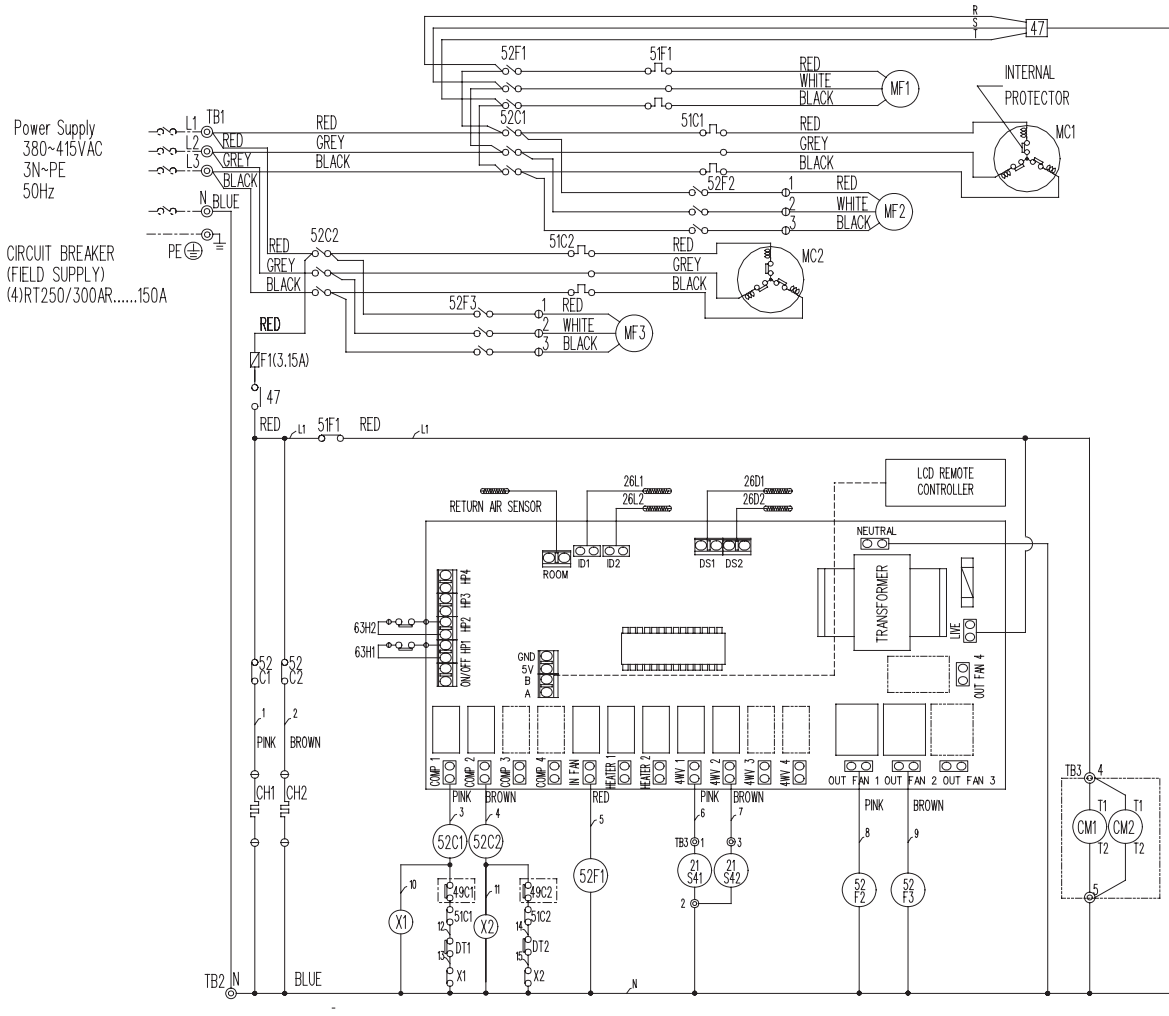 R
S
T
47
52F1
51F1
RED
WHITE
BLACK
MF1
INTERNAL
PROTECTOR
Power Supply
380~415VAC
3N~PE
50Hz
L1
TB1
L2
L3
N
RED
GREY
BLACK
BLUE
PE
RED
GREY
BLACK
52C1
51C1
RED
GREY
BLACK
MC1
52F2
1
2
3
RED
WHITE
BLACK
MF2
CIRCUIT BREAKER
(FIELD SUPPLY)
(4)RT250/300AR......150A
RED
GREY
BLACK
52C2
51C2
RED
GREY
BLACK
MC2
52F3
1
2
3
RED
WHITE
BLACK
MF3
RED
F1(3.15A)
47
RED
L1
51F1
RED
L1
RETURN AIR SENSOR
26L1
26L2
26D1
26D2
LCD REMOTE
CONTROLLER
ROOM
ID1
ID2
DS1
DS2
NEUTRAL
TRANSFORMER
LIVE
HP4
HP3
HP2
HP1
ON/OFF
63H2
63H1
GND
5V
B
A
OUT FAN 4
COMP 1
COMP 2
COMP 3
COMP 4
IN FAN
HEATER 1
HEATER 2
4WV 1
4WV 2
4WV 3
4WV 4
OUT FAN 1
OUT FAN 2
OUT FAN 3
52
C1
52
C2
1
2
PINK
BROWN
CH1
CH2
PINK
BROWN
RED
PINK
BROWN
PINK
BROWN
3
4
5
6
7
8
9
52C1
52C2
52F1
TB3
1
3
21
S41
21
S42
2
52
F2
52
F3
TB3
4
T1
T1
CM1
CM2
T2
T2
5
10
X1
49C1
51C1
12
DT1
13
X1
11
X2
49C2
51C2
14
DT2
15
X2
TB2
N
BLUE
N